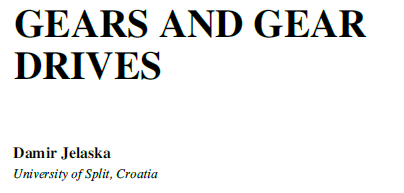 GEARS AND GEAR
DRIVES
Damir Jelaska
University of Split, Croatia